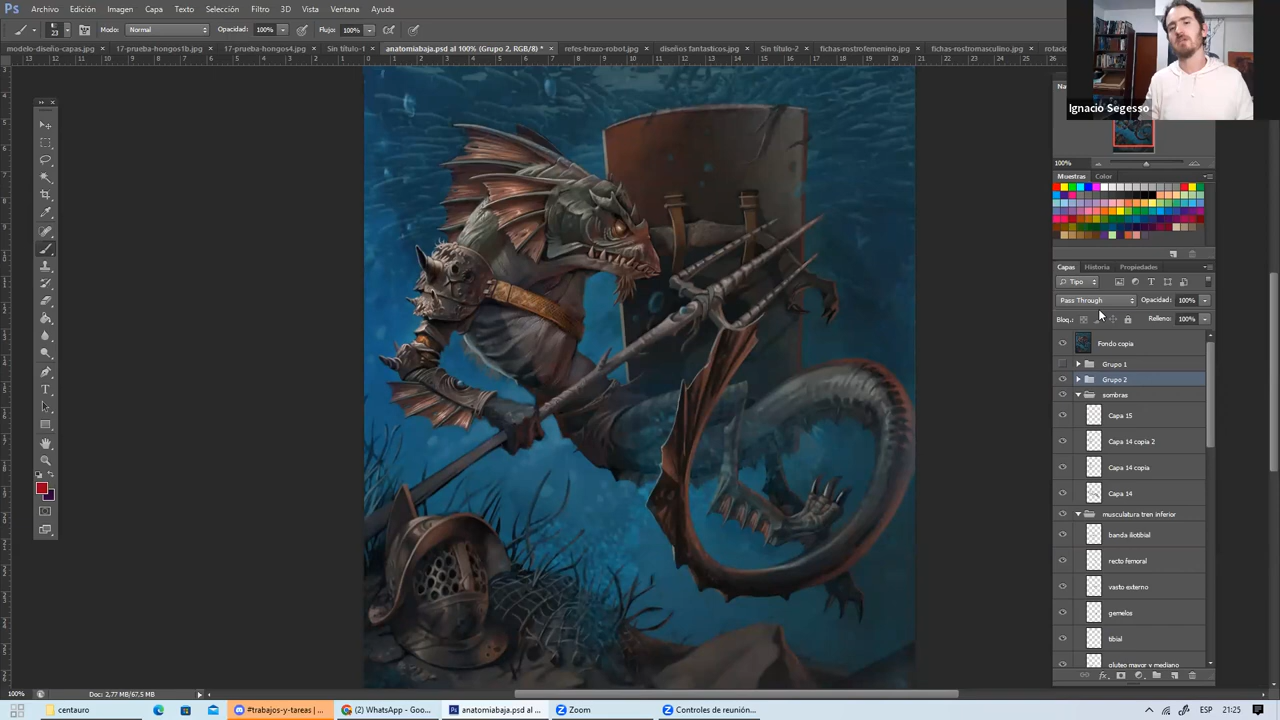 Ps Archivo Edición Imagen Capa Texto Selección Filtro 3D Vista Ventana Ayuda
23 Modo: Normal Opacidad: 100% Flujo: 100%
modelo-diseño-capas.jpg × 17-prueba-hongos1b.jpg × 17-prueba-hongos4.jpg × Sin título-1 × anatomiabaja.psd al 100% (Grupo 2, RGB/8) * × refes-brazo-robot.jpg × diseños fantasticos.jpg × Sin título-2 × fichas-rostrofemenino.jpg × fichas-rostromasculino.jpg ×
Ignacio Segesso
100%
Muestras Color
Capas Historia Propiedades
Tipo
Pass Through Opacidad: 100%
Bloq.: Relleno: 100%
Fondo copia
Grupo 1
Grupo 2
sombras
Capa 15
Capa 14 copia 2
Capa 14 copia
Capa 14
musculatura tren inferior
banda iliotibial
recto femoral
vasto externo
gemelos
tibial
gluteo mayor y mediano
100% Doc: 2,77 MB/67,5 MB
centauro #trabajos-y-tareas | ... (2) WhatsApp - Goo... anatomiabaja.psd al ... Zoom Controles de reunión... ESP 21:25